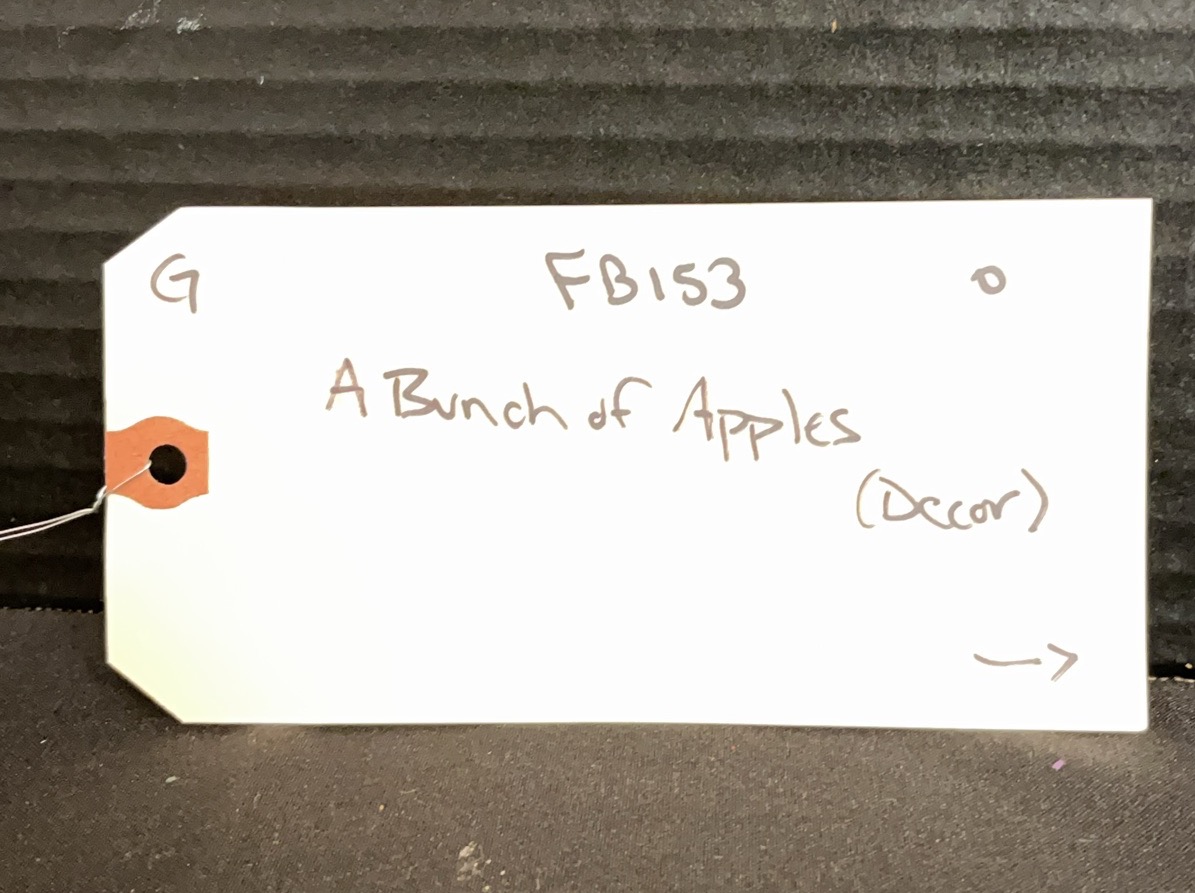 G FB153 O
A Bunch of Apples
(Decor)
→